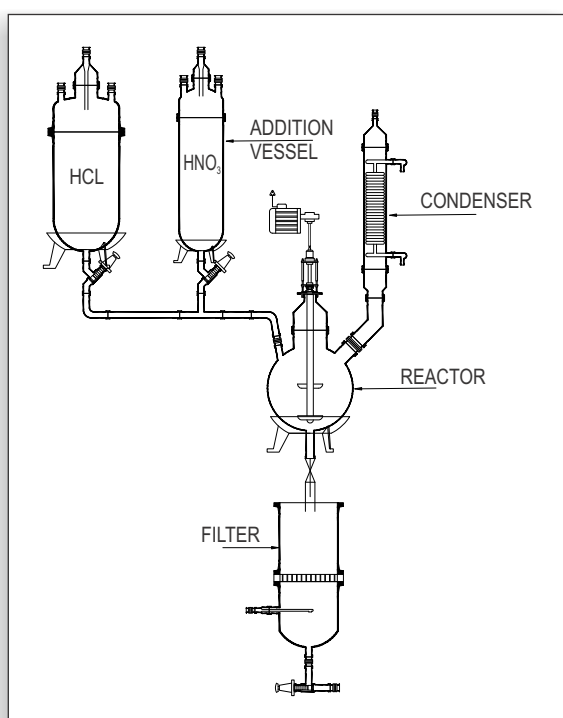 ADDITION
VESSEL
HCL
HNO₃
CONDENSER
REACTOR
FILTER